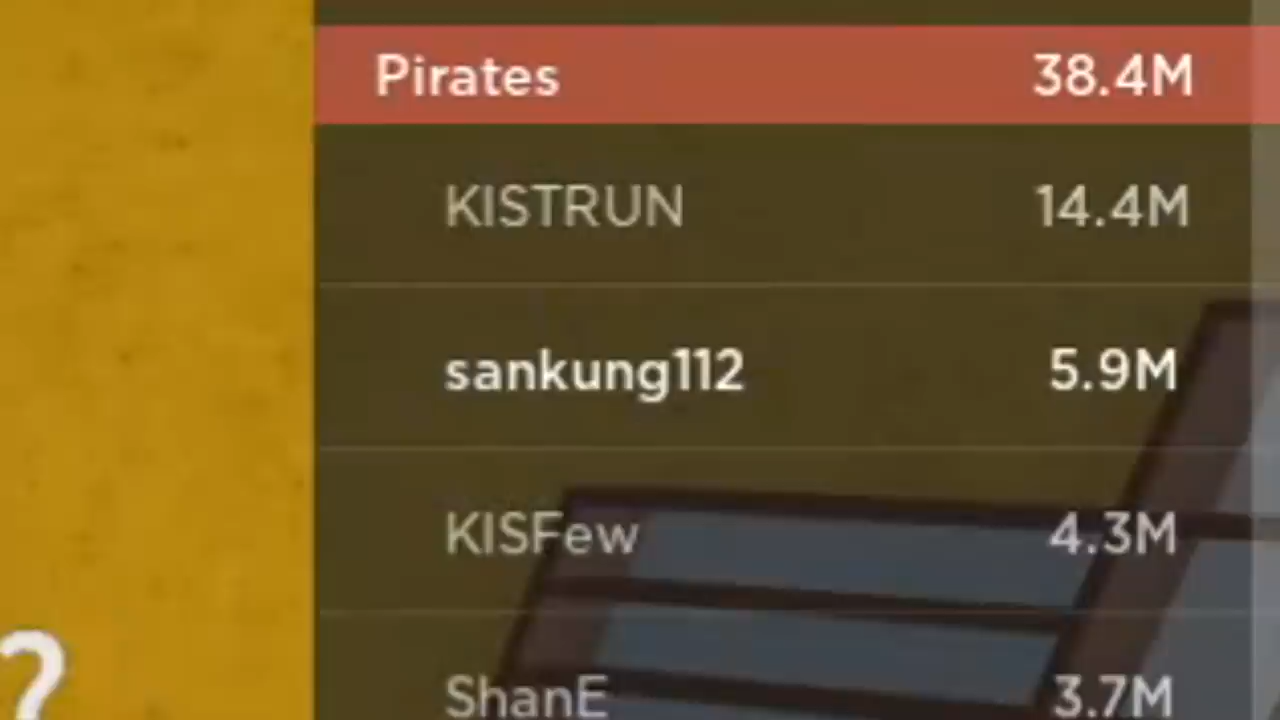 Pirates 38.4M
KISTRUN 14.4M
sankung112 5.9M
KISFew 4.3M
?
ShanE 3.7M